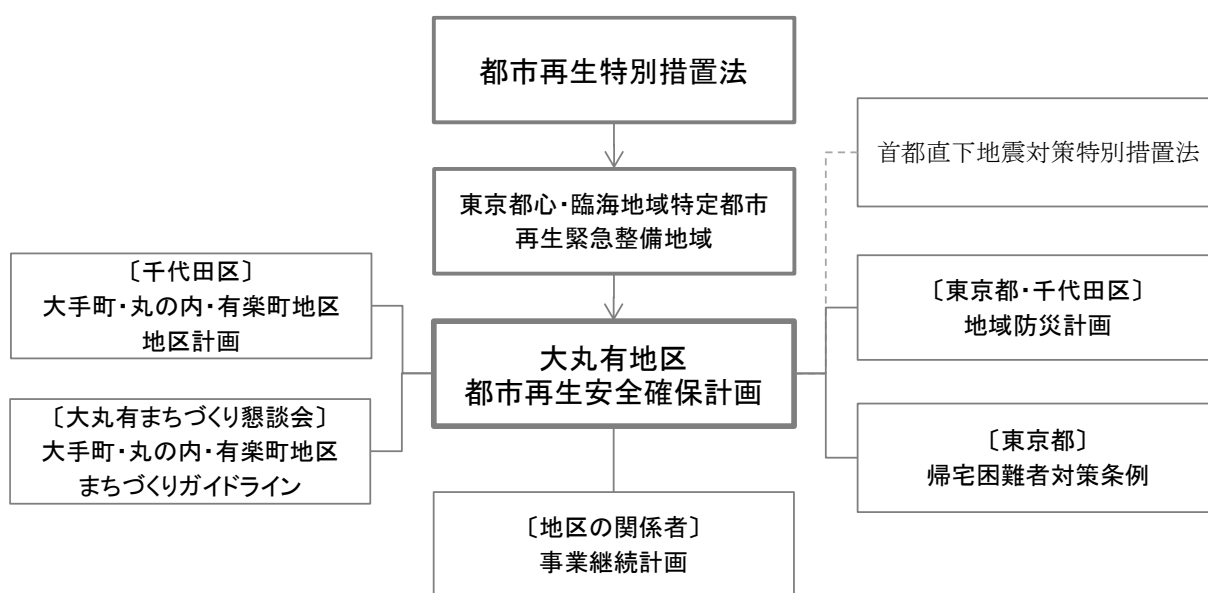 都市再生特別措置法
首都直下地震対策特別措置法
東京都心・臨海地域特定都市
再生緊急整備地域
〔千代田区〕
大手町・丸の内・有楽町地区
地区計画
〔東京都・千代田区〕
地域防災計画
大丸有地区
都市再生安全確保計画
〔大丸有まちづくり懇談会〕
大手町・丸の内・有楽町地区
まちづくりガイドライン
〔東京都〕
帰宅困難者対策条例
〔地区の関係者〕
事業継続計画